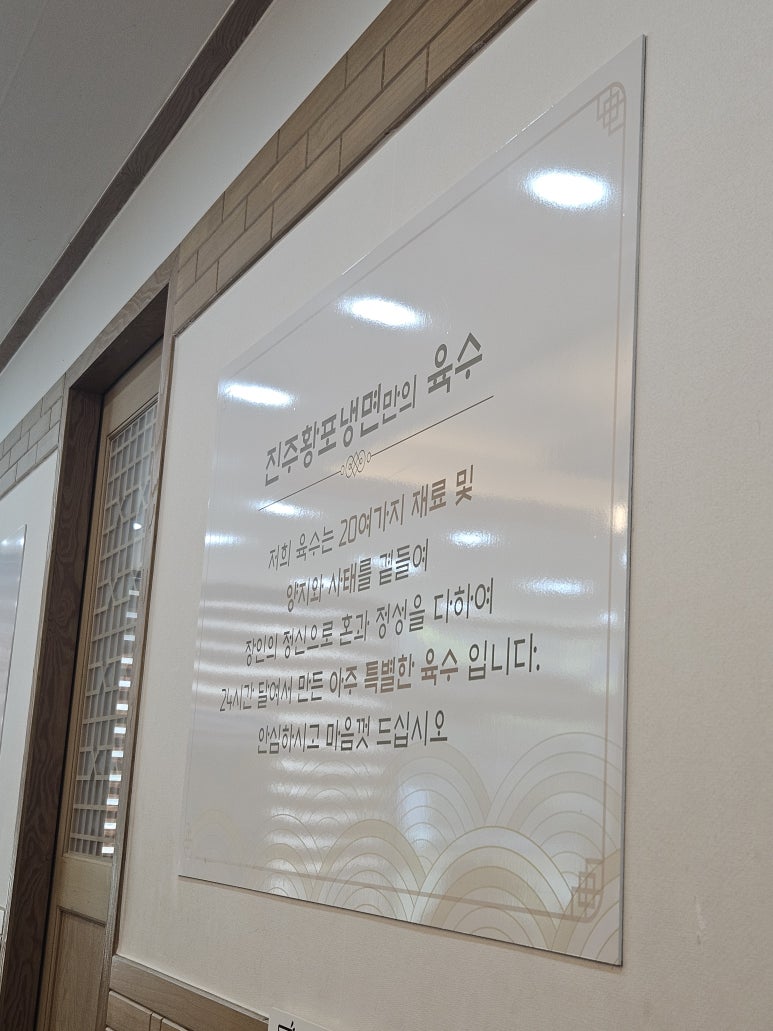 진주황포냉면만의 육수
저희 육수는 20여가지 재료 및
양지와 사태를 곁들여
장인의 정신으로 혼과 정성을 다하여
24시간 달여서 만든 아주 특별한 육수 입니다.
안심하시고 마음껏 드십시오